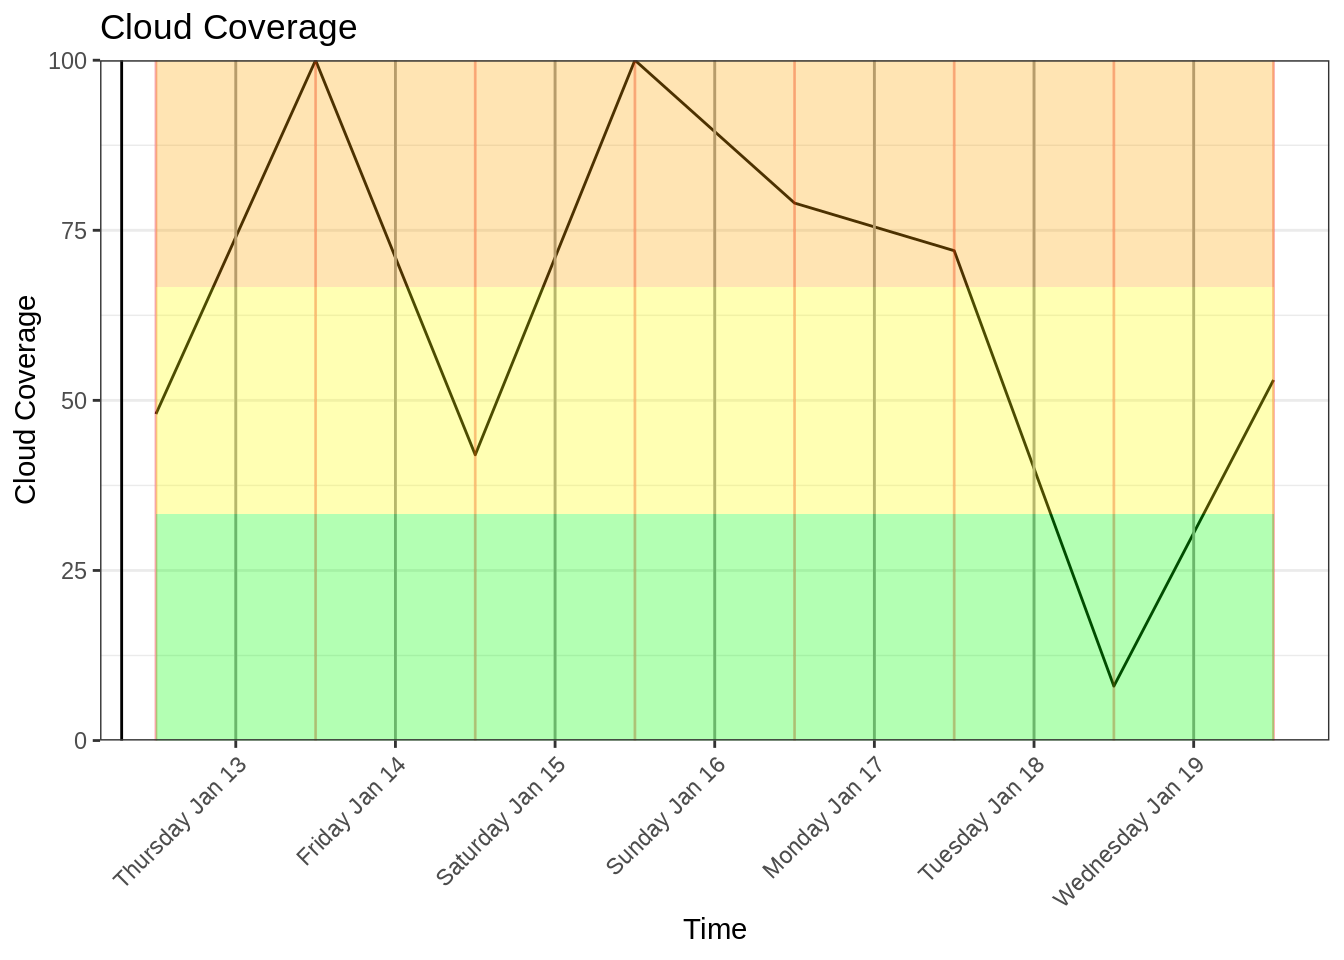 Cloud Coverage
Cloud Coverage
100
75
50
25
0
Thursday Jan 13
Friday Jan 14
Saturday Jan 15
Sunday Jan 16
Monday Jan 17
Tuesday Jan 18
Wednesday Jan 19
Time